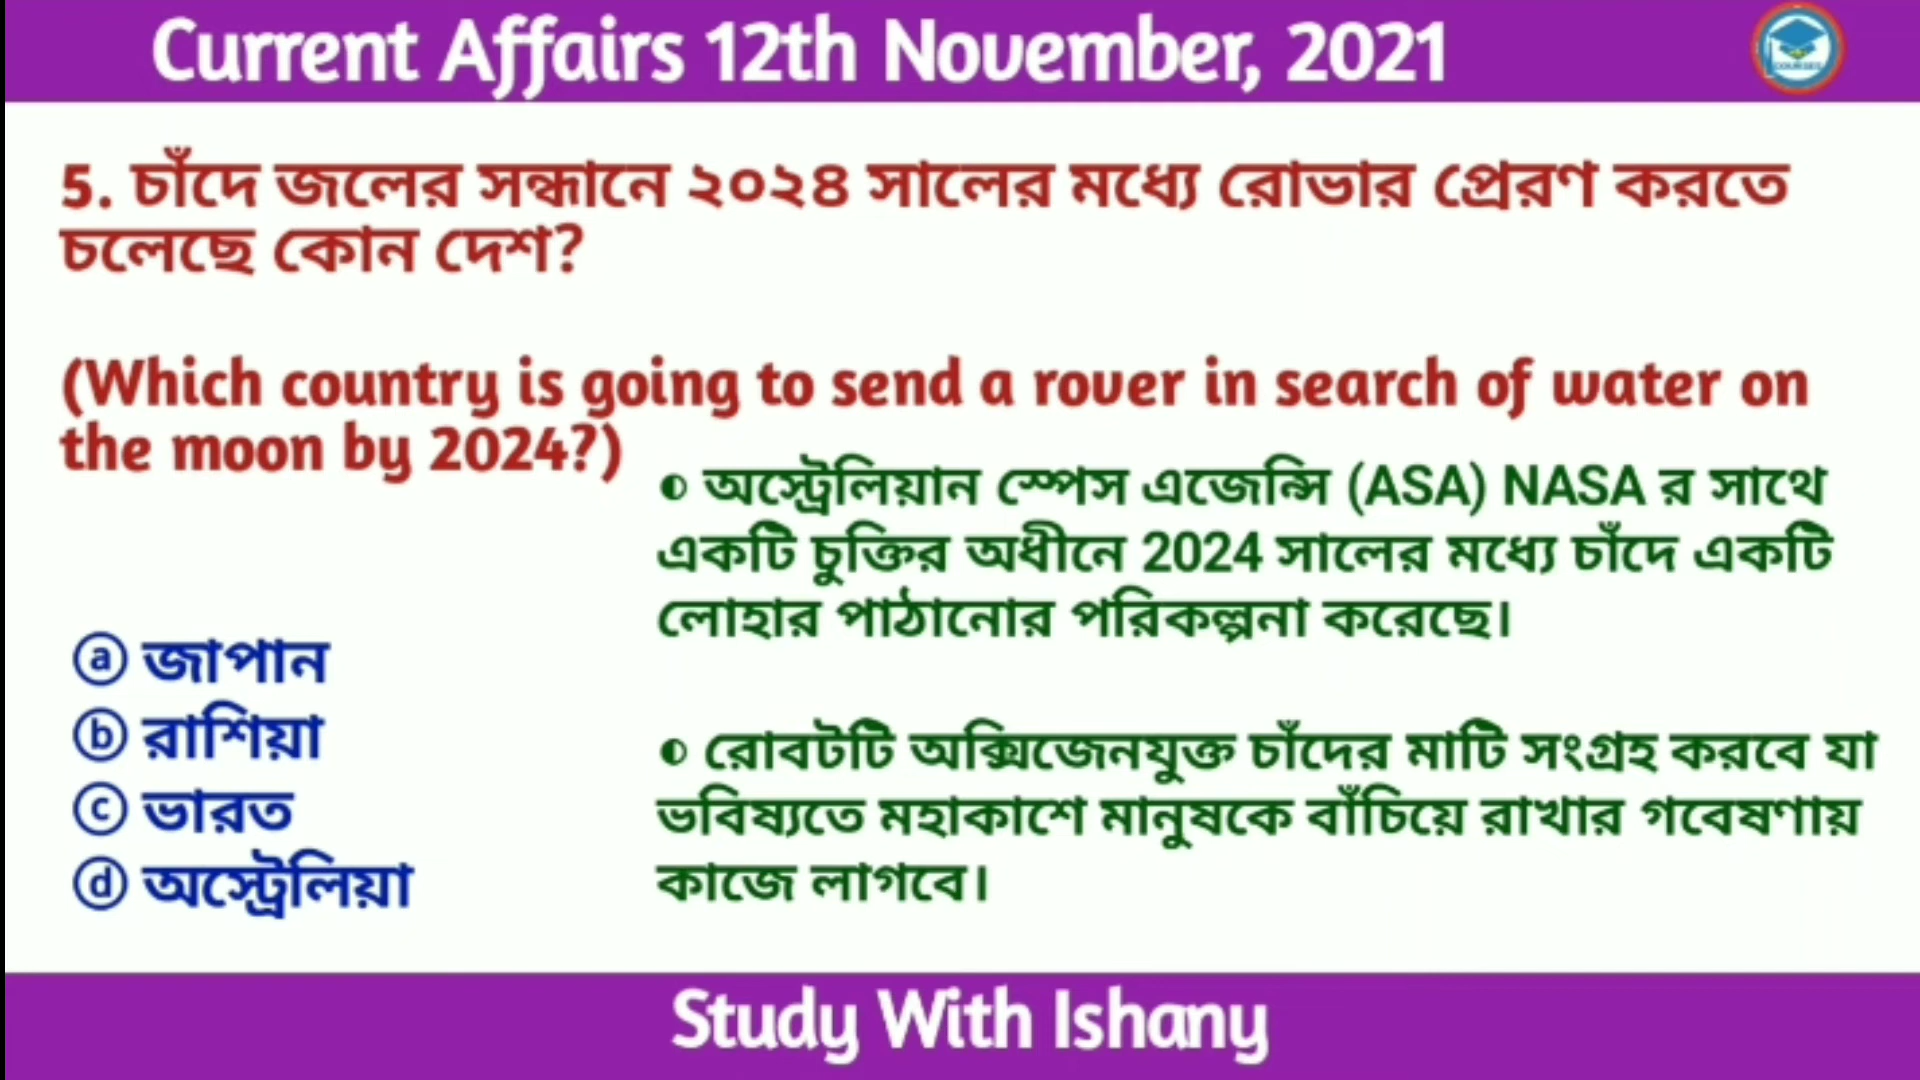 Current Affairs 12th November, 2021
COURSES
5. চাঁদে জলের সন্ধানে ২০২৪ সালের মধ্যে রোভার প্রেরণ করতে
চলেছে কোন দেশ?
(Which country is going to send a rover in search of water on
the moon by 2024?)
ⓐ জাপান
ⓑ রাশিয়া
ⓒ ভারত
ⓓ অস্ট্রেলিয়া
◐ অস্ট্রেলিয়ান স্পেস এজেন্সি (ASA) NASA র সাথে
একটি চুক্তির অধীনে 2024 সালের মধ্যে চাঁদে একটি
লোহার পাঠানোর পরিকল্পনা করেছে।
◐ রোবটটি অক্সিজেনযুক্ত চাঁদের মাটি সংগ্রহ করবে যা
ভবিষ্যতে মহাকাশে মানুষকে বাঁচিয়ে রাখার গবেষণায়
কাজে লাগবে।
Study With Ishany